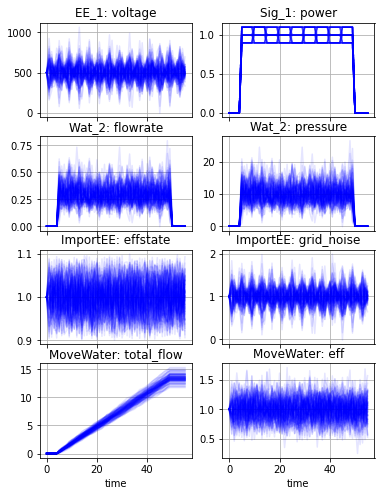 EE_1: voltage
Sig_1: power
1000
500
0
1.0
0.5
0.0
Wat_2: flowrate
Wat_2: pressure
0.75
0.50
0.25
0.00
20
10
0
ImportEE: effstate
ImportEE: grid_noise
1.1
1.0
0.9
2
1
0
MoveWater: total_flow
MoveWater: eff
15
10
5
0
1.5
1.0
0.5
0 20 40
0 20 40
time
time